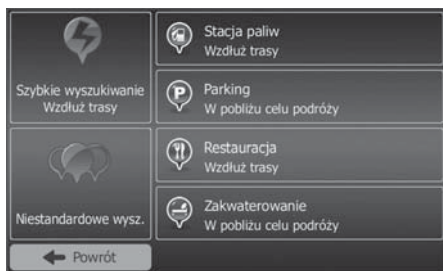 Szybkie wyszukiwanie
Wzdłuż trasy
Niestandardowe wysz.
Powrót
Stacja paliw
Wzdłuż trasy
P
Parking
W pobliżu celu podróży
Restauracja
Wzdłuż trasy
Zakwaterowanie
W pobliżu celu podróży